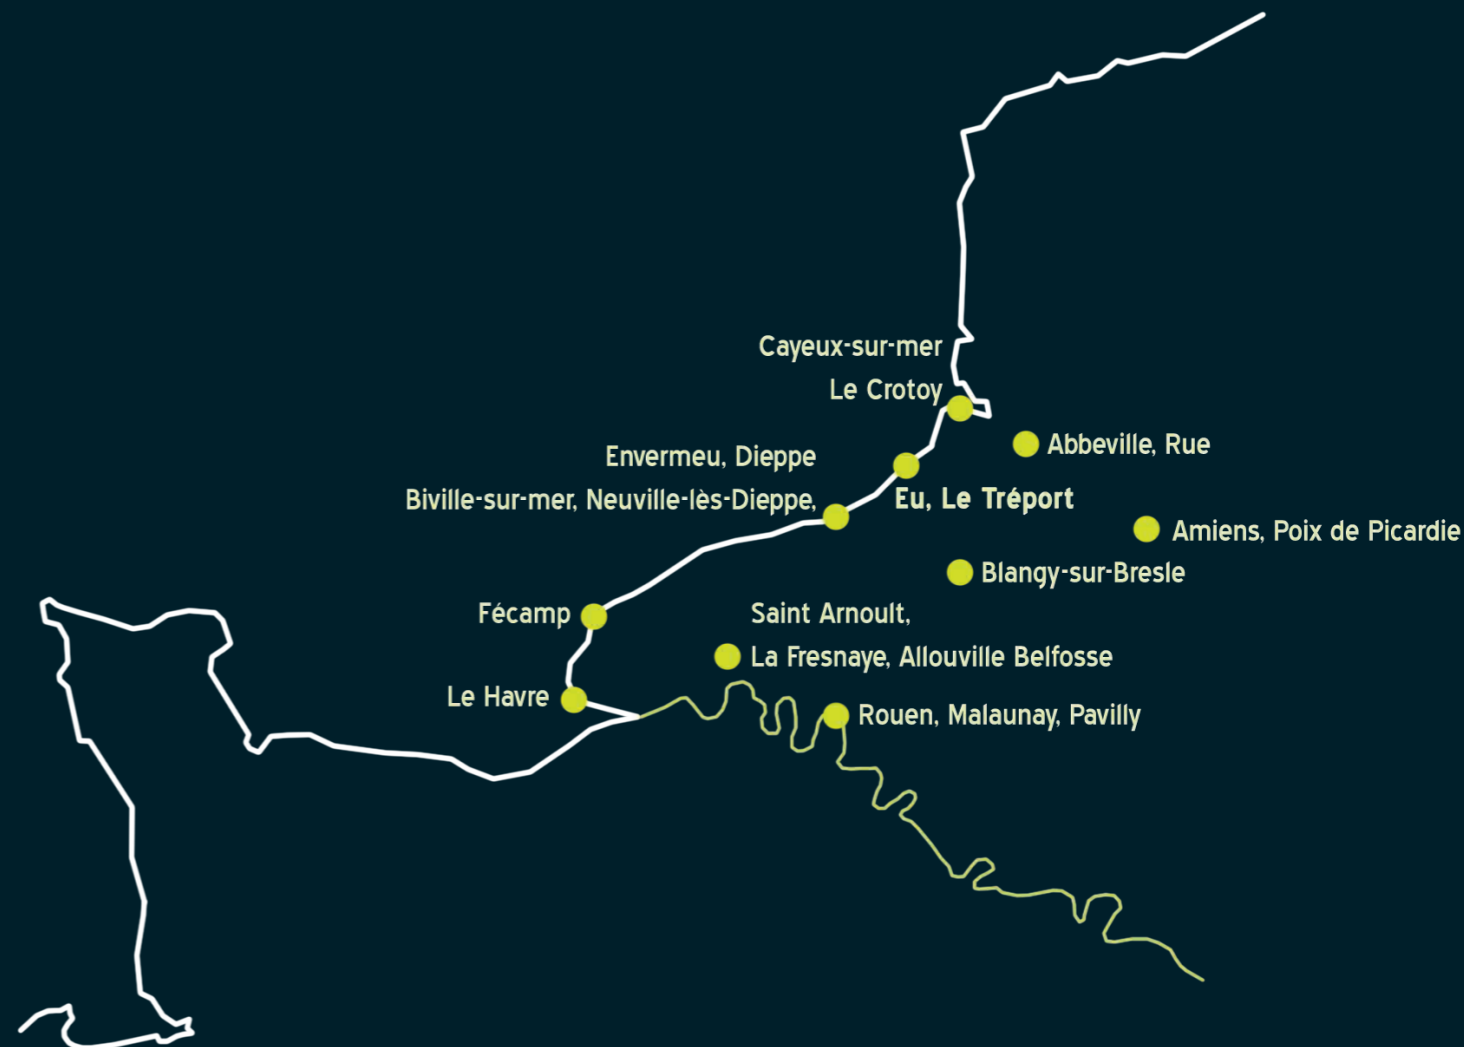 Cayeux-sur-mer
Le Crotoy
Abbeville, Rue
Envermeu, Dieppe
Biville-sur-mer, Neuville-lès-Dieppe,
Eu, Le Tréport
Amiens, Poix de Picardie
Blangy-sur-Bresle
Fécamp
Saint Arnoult,
La Fresnaye, Allouville Belfosse
Le Havre
Rouen, Malaunay, Pavilly